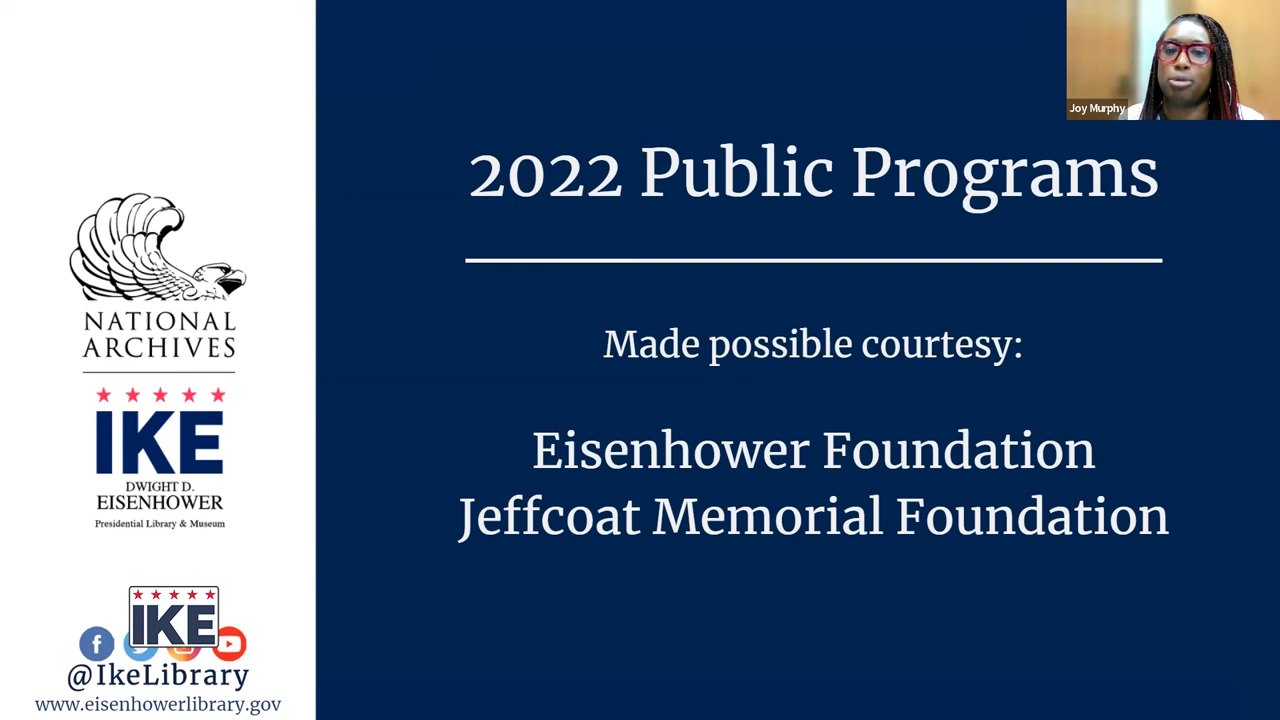 Joy Murphy
2022 Public Programs
Made possible courtesy:
Eisenhower Foundation
Jeffcoat Memorial Foundation
NATIONAL
ARCHIVES
IKE
DWIGHT D.
EISENHOWER
Presidential Library & Museum
IKE
@IkeLibrary
www.eisenhowerlibrary.gov